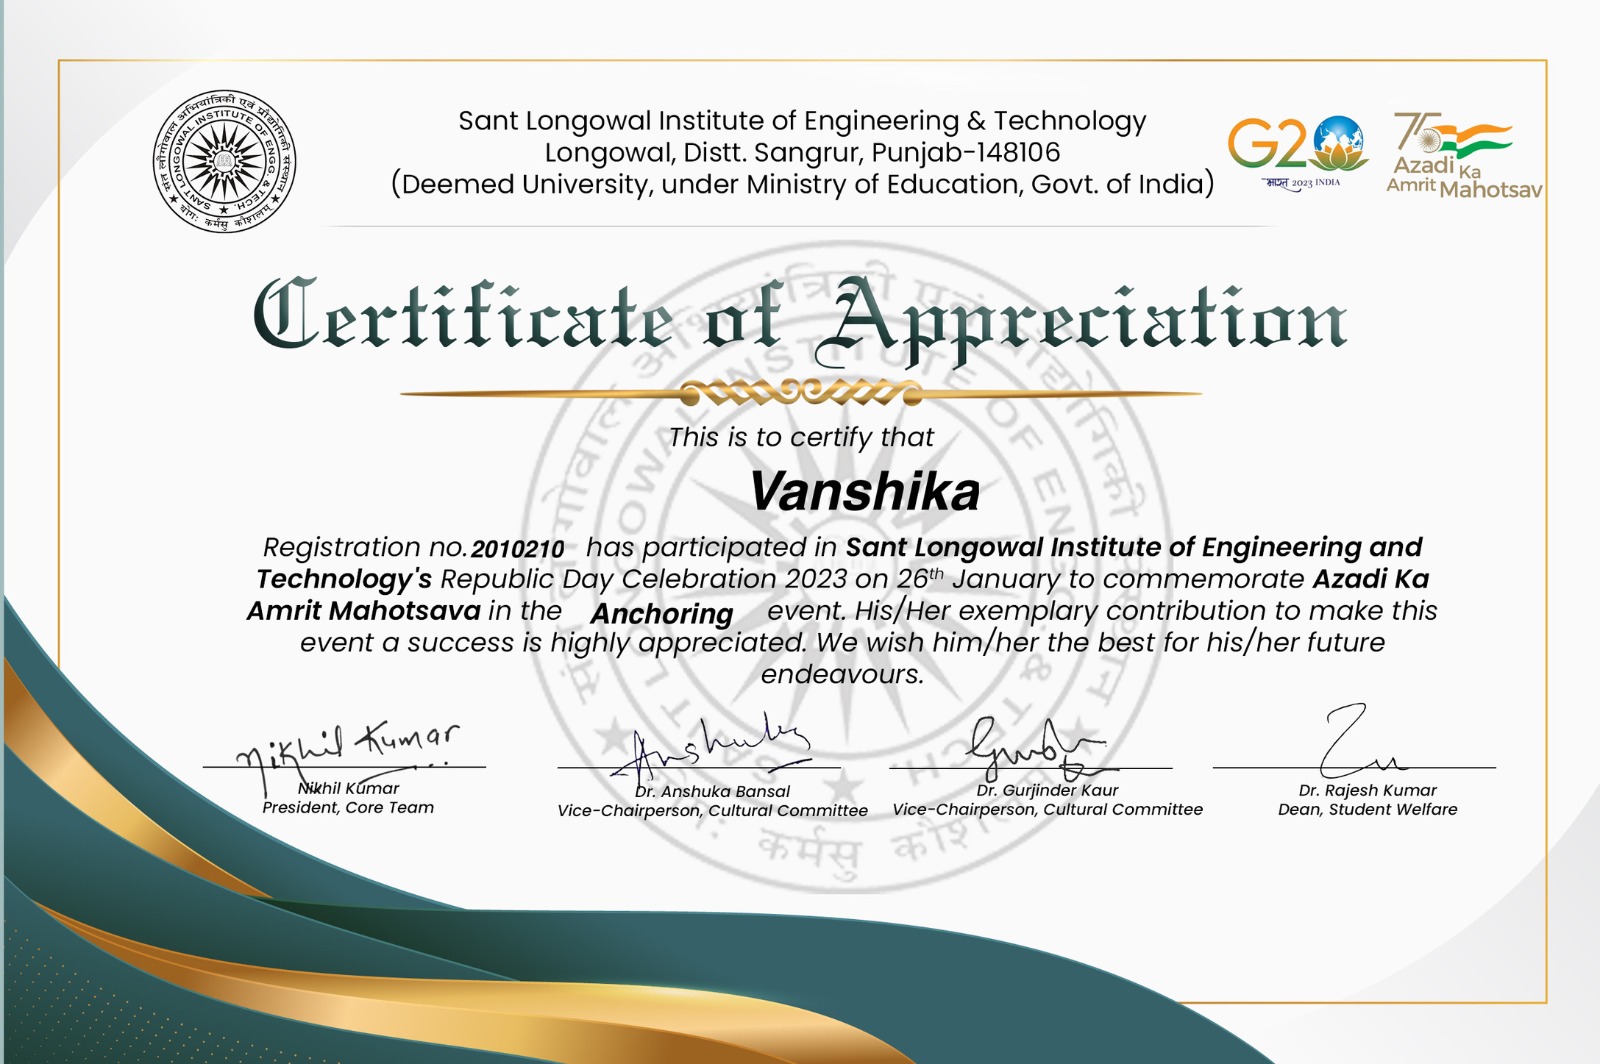 संत लौंगोवाल अभियांत्रिकी एवं प्रौद्योगिकी संस्थान
SANT LONGOWAL INSTITUTE OF ENGG & TECH.
योगः कर्मसु कौशलम्
Sant Longowal Institute of Engineering & Technology
Longowal, Distt. Sangrur, Punjab-148106
(Deemed University, under Ministry of Education, Govt. of India)
G20
भारत 2023 INDIA
75
Azadi Ka
Amrit Mahotsav
Certificate of Appreciation
This is to certify that
Vanshika
Registration no. 2010210 has participated in Sant Longowal Institute of Engineering and
Technology's Republic Day Celebration 2023 on 26th January to commemorate Azadi Ka
Amrit Mahotsava in the Anchoring event. His/Her exemplary contribution to make this
event a success is highly appreciated. We wish him/her the best for his/her future
endeavours.
Nikhil Kumar
Nikhil Kumar
President, Core Team
Dr. Anshuka Bansal
Vice-Chairperson, Cultural Committee
Dr. Gurjinder Kaur
Vice-Chairperson, Cultural Committee
Dr. Rajesh Kumar
Dean, Student Welfare